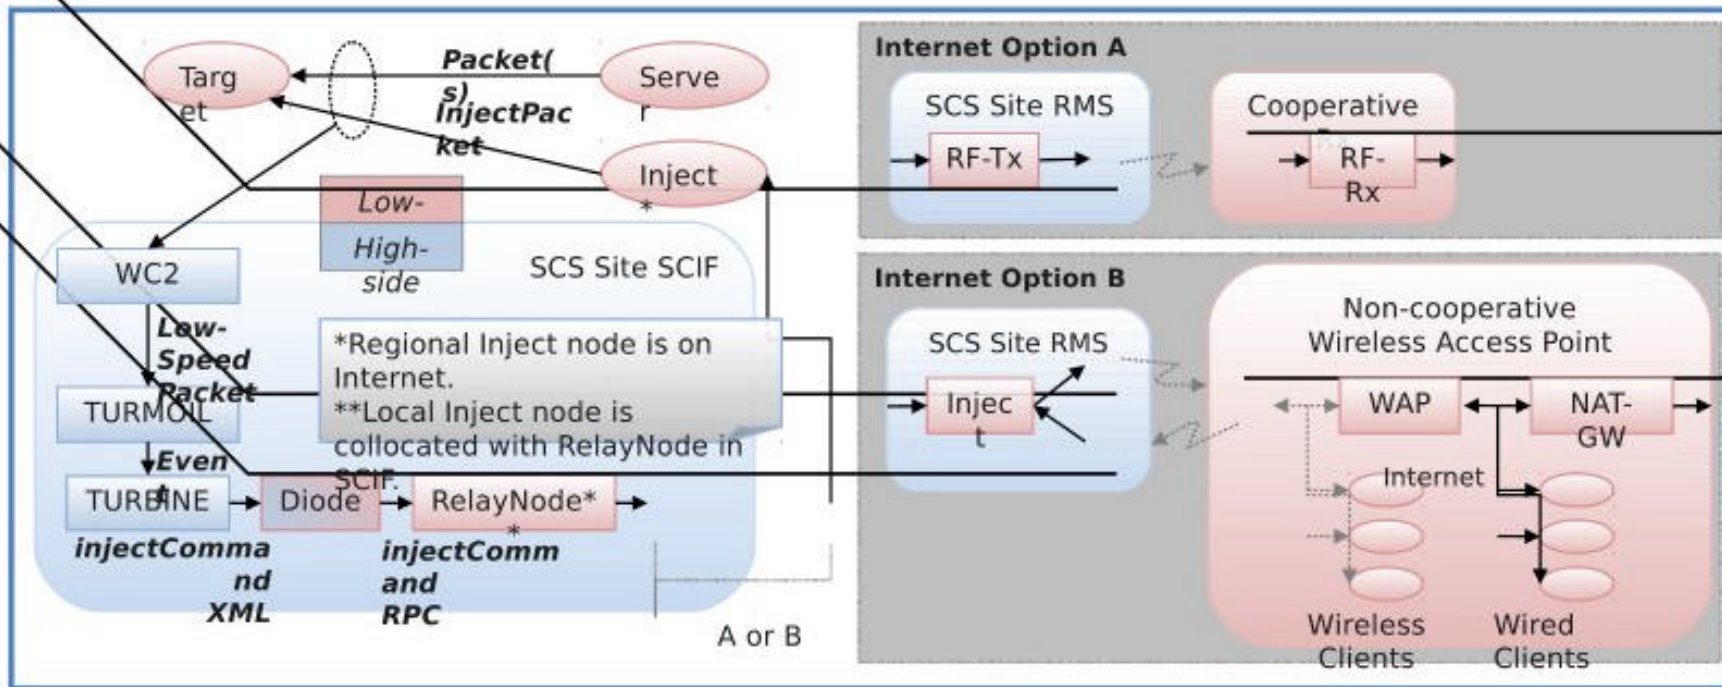 Targ
et
Packet(
s)
InjectPac
ket
Serve
r
Inject
*
Low-
High-
side
SCS Site SCIF
WC2
Low-
Speed
Packet
TURMOIL
Even
t
TURBINE
Diode
RelayNode*
*
injectComma
nd
XML
injectComm
and
RPC
*Regional Inject node is on
Internet.
**Local Inject node is
collocated with RelayNode in
SCIF.
A or B
Internet Option A
SCS Site RMS
RF-Tx
Cooperative
RF-
Rx
Internet Option B
SCS Site RMS
Injec
t
Non-cooperative
Wireless Access Point
WAP
NAT-
GW
Internet
Wireless
Clients
Wired
Clients